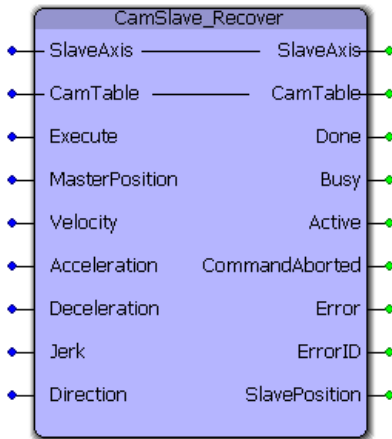 CamSlave_Recover
SlaveAxis SlaveAxis
CamTable CamTable
Execute Done
MasterPosition Busy
Velocity Active
Acceleration CommandAborted
Deceleration Error
Jerk ErrorID
Direction SlavePosition